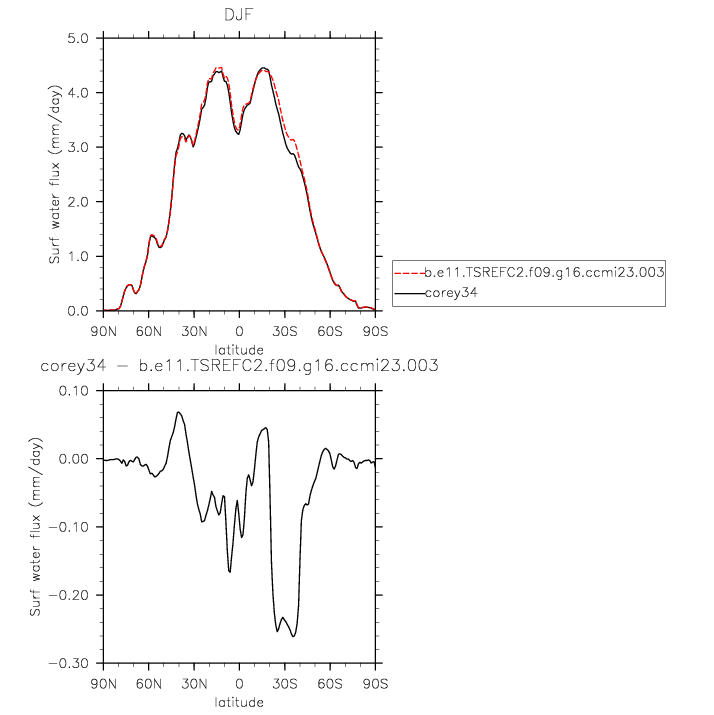 DJF
5.0
4.0
3.0
2.0
1.0
0.0
Surf water flux (mm/day)
90N 60N 30N 0 30S 60S 90S
latitude
b.e11.TSREFC2.f09.g16.ccmi23.003
corey34
corey34 − b.e11.TSREFC2.f09.g16.ccmi23.003
0.10
0.00
−0.10
−0.20
−0.30
Surf water flux (mm/day)
90N 60N 30N 0 30S 60S 90S
latitude